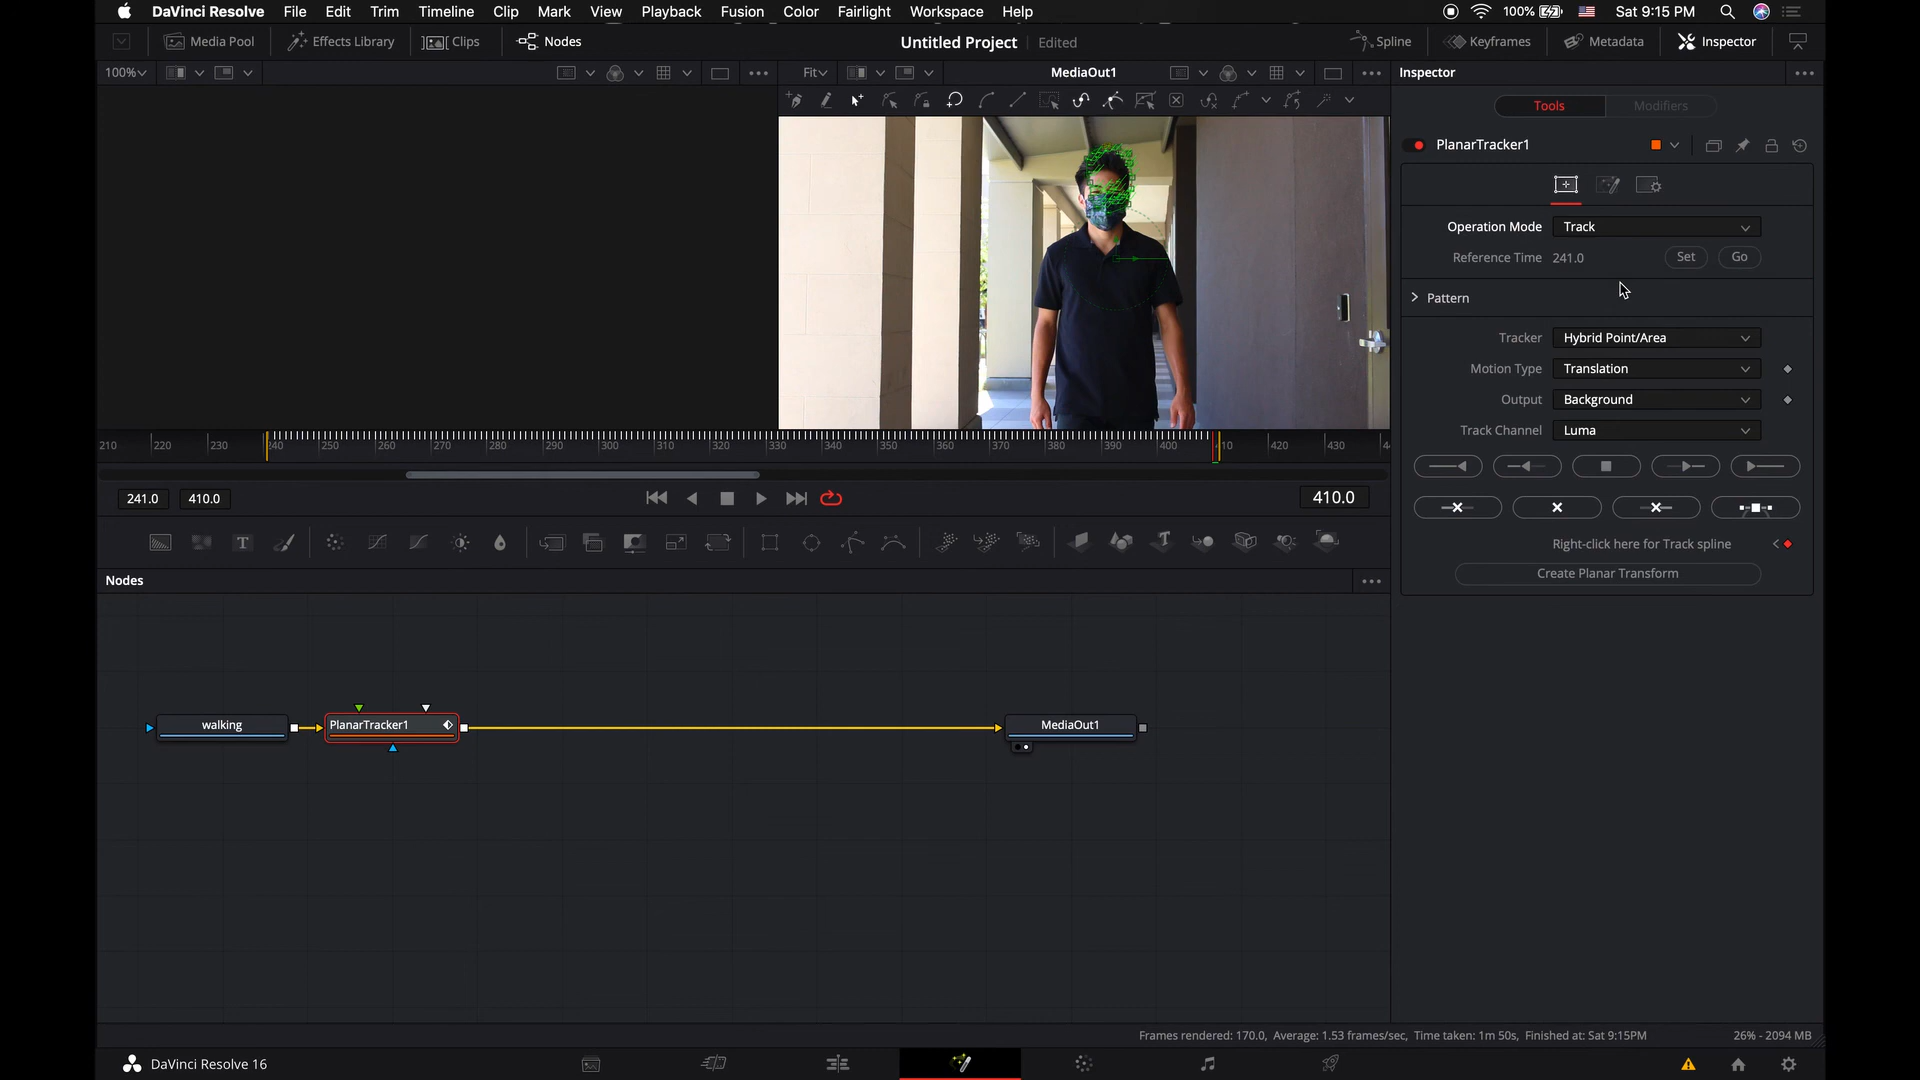 DaVinci Resolve File Edit Trim Timeline Clip Mark View Playback Fusion Color Fairlight Workspace Help 100% Sat 9:15 PM
Media Pool Effects Library Clips Nodes Untitled Project Edited Spline Keyframes Metadata Inspector
100% Fit MediaOut1 Inspector
Tools Modifiers
PlanarTracker1
Operation Mode Track
Reference Time 241.0 Set Go
Pattern
Tracker Hybrid Point/Area
Motion Type Translation
Output Background
Track Channel Luma
210 220 230 240 250 260 270 280 290 300 310 320 330 340 350 360 370 380 390 400 410 420 430 44
241.0 410.0 410.0
Right-click here for Track spline
Create Planar Transform
T T
Nodes
walking PlanarTracker1 MediaOut1
Frames rendered: 170.0, Average: 1.53 frames/sec, Time taken: 1m 50s, Finished at: Sat 9:15PM 26% - 2094 MB
DaVinci Resolve 16